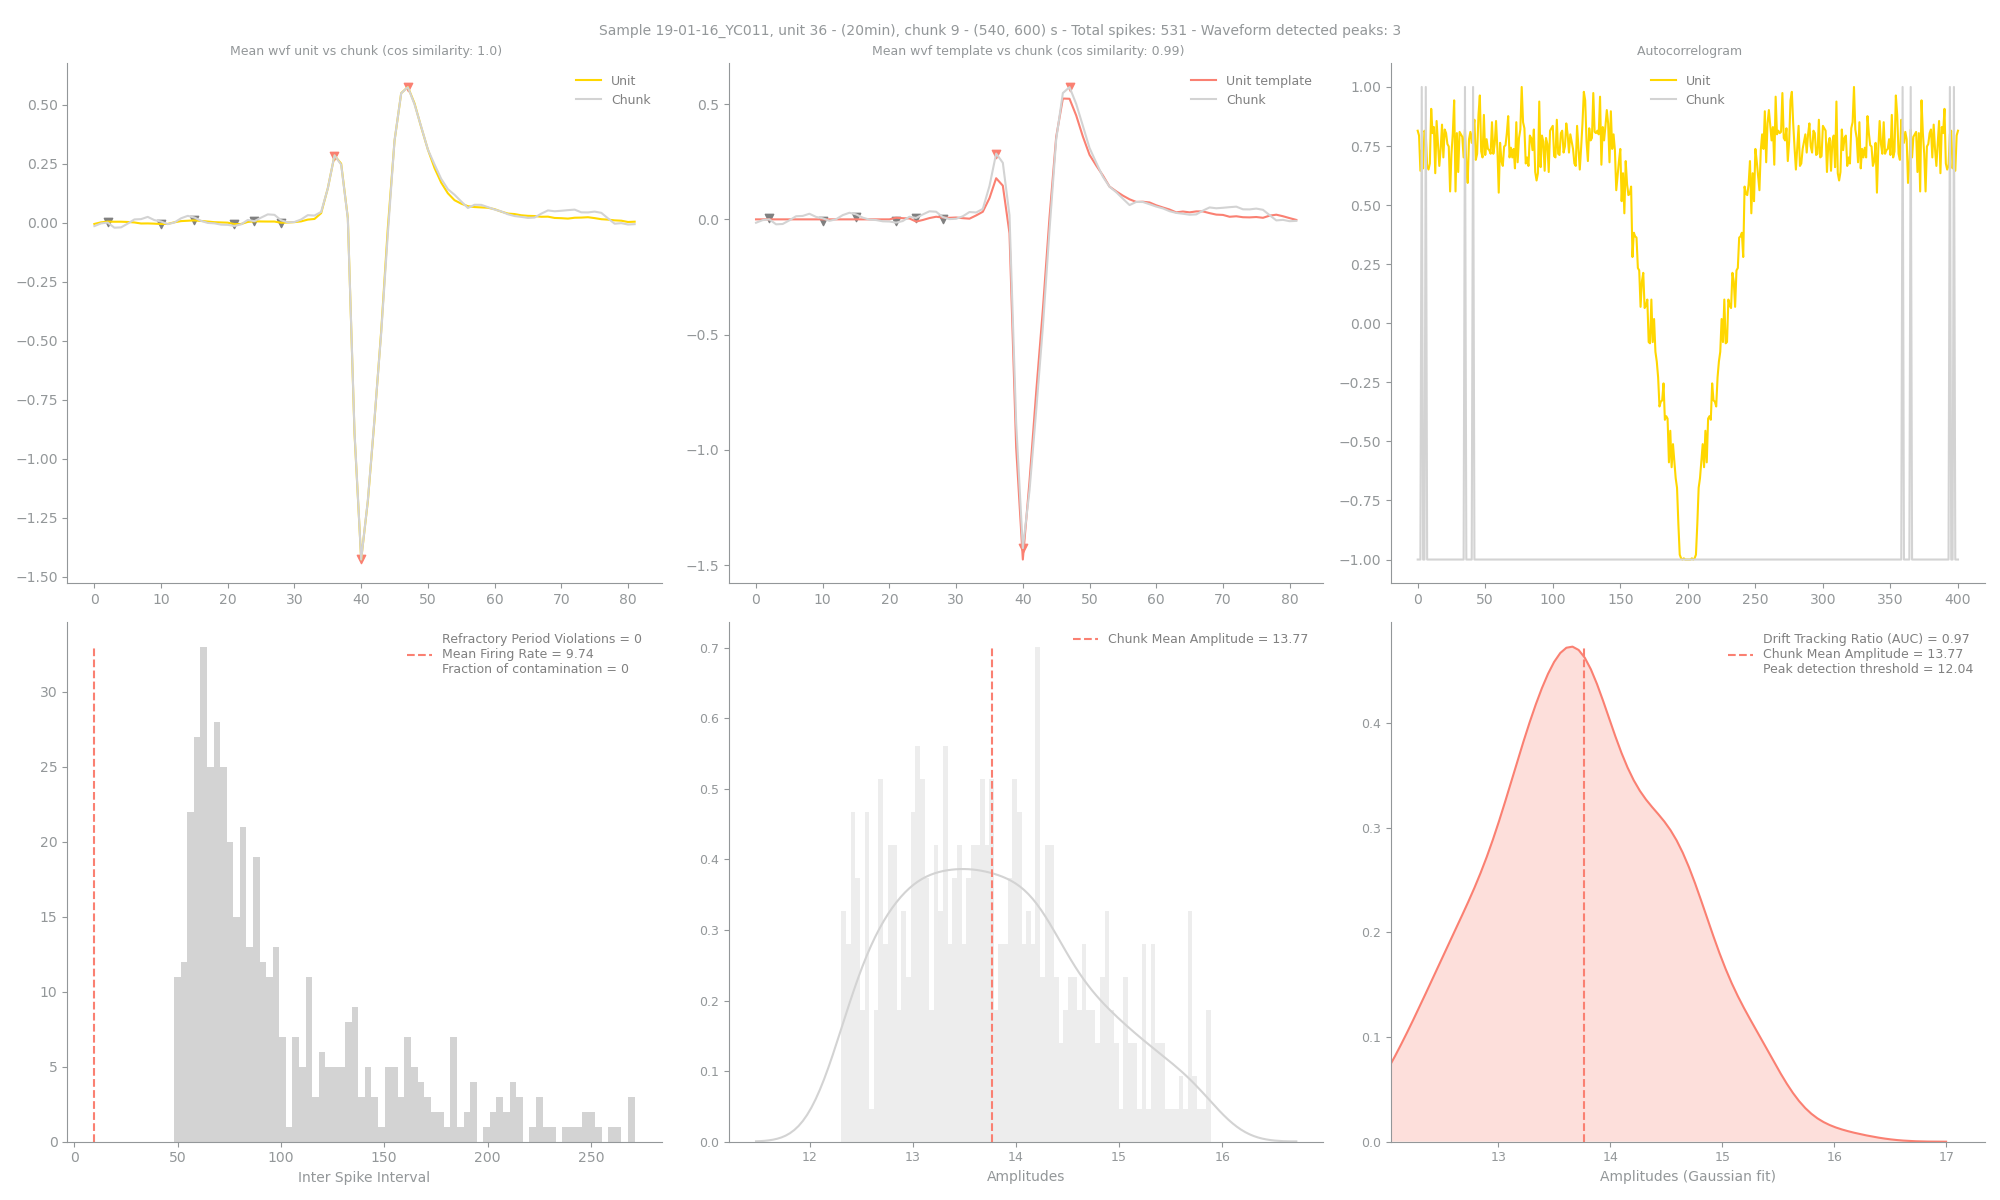 Sample 19-01-16_YC011, unit 36 - (20min), chunk 9 - (540, 600) s - Total spikes: 531 - Waveform detected peaks: 3
Mean wvf unit vs chunk (cos similarity: 1.0)
Unit
Chunk
0.50
0.25
0.00
−0.25
−0.50
−0.75
−1.00
−1.25
−1.50
0 10 20 30 40 50 60 70 80
Mean wvf template vs chunk (cos similarity: 0.99)
Unit template
Chunk
0.5
0.0
−0.5
−1.0
−1.5
0 10 20 30 40 50 60 70 80
Autocorrelogram
Unit
Chunk
1.00
0.75
0.50
0.25
0.00
−0.25
−0.50
−0.75
−1.00
0 50 100 150 200 250 300 350 400
Refractory Period Violations = 0
Mean Firing Rate = 9.74
Fraction of contamination = 0
30
25
20
15
10
5
0
0 50 100 150 200 250
Inter Spike Interval
Chunk Mean Amplitude = 13.77
0.7
0.6
0.5
0.4
0.3
0.2
0.1
0.0
12 13 14 15 16
Amplitudes
Drift Tracking Ratio (AUC) = 0.97
Chunk Mean Amplitude = 13.77
Peak detection threshold = 12.04
0.4
0.3
0.2
0.1
0.0
13 14 15 16 17
Amplitudes (Gaussian fit)